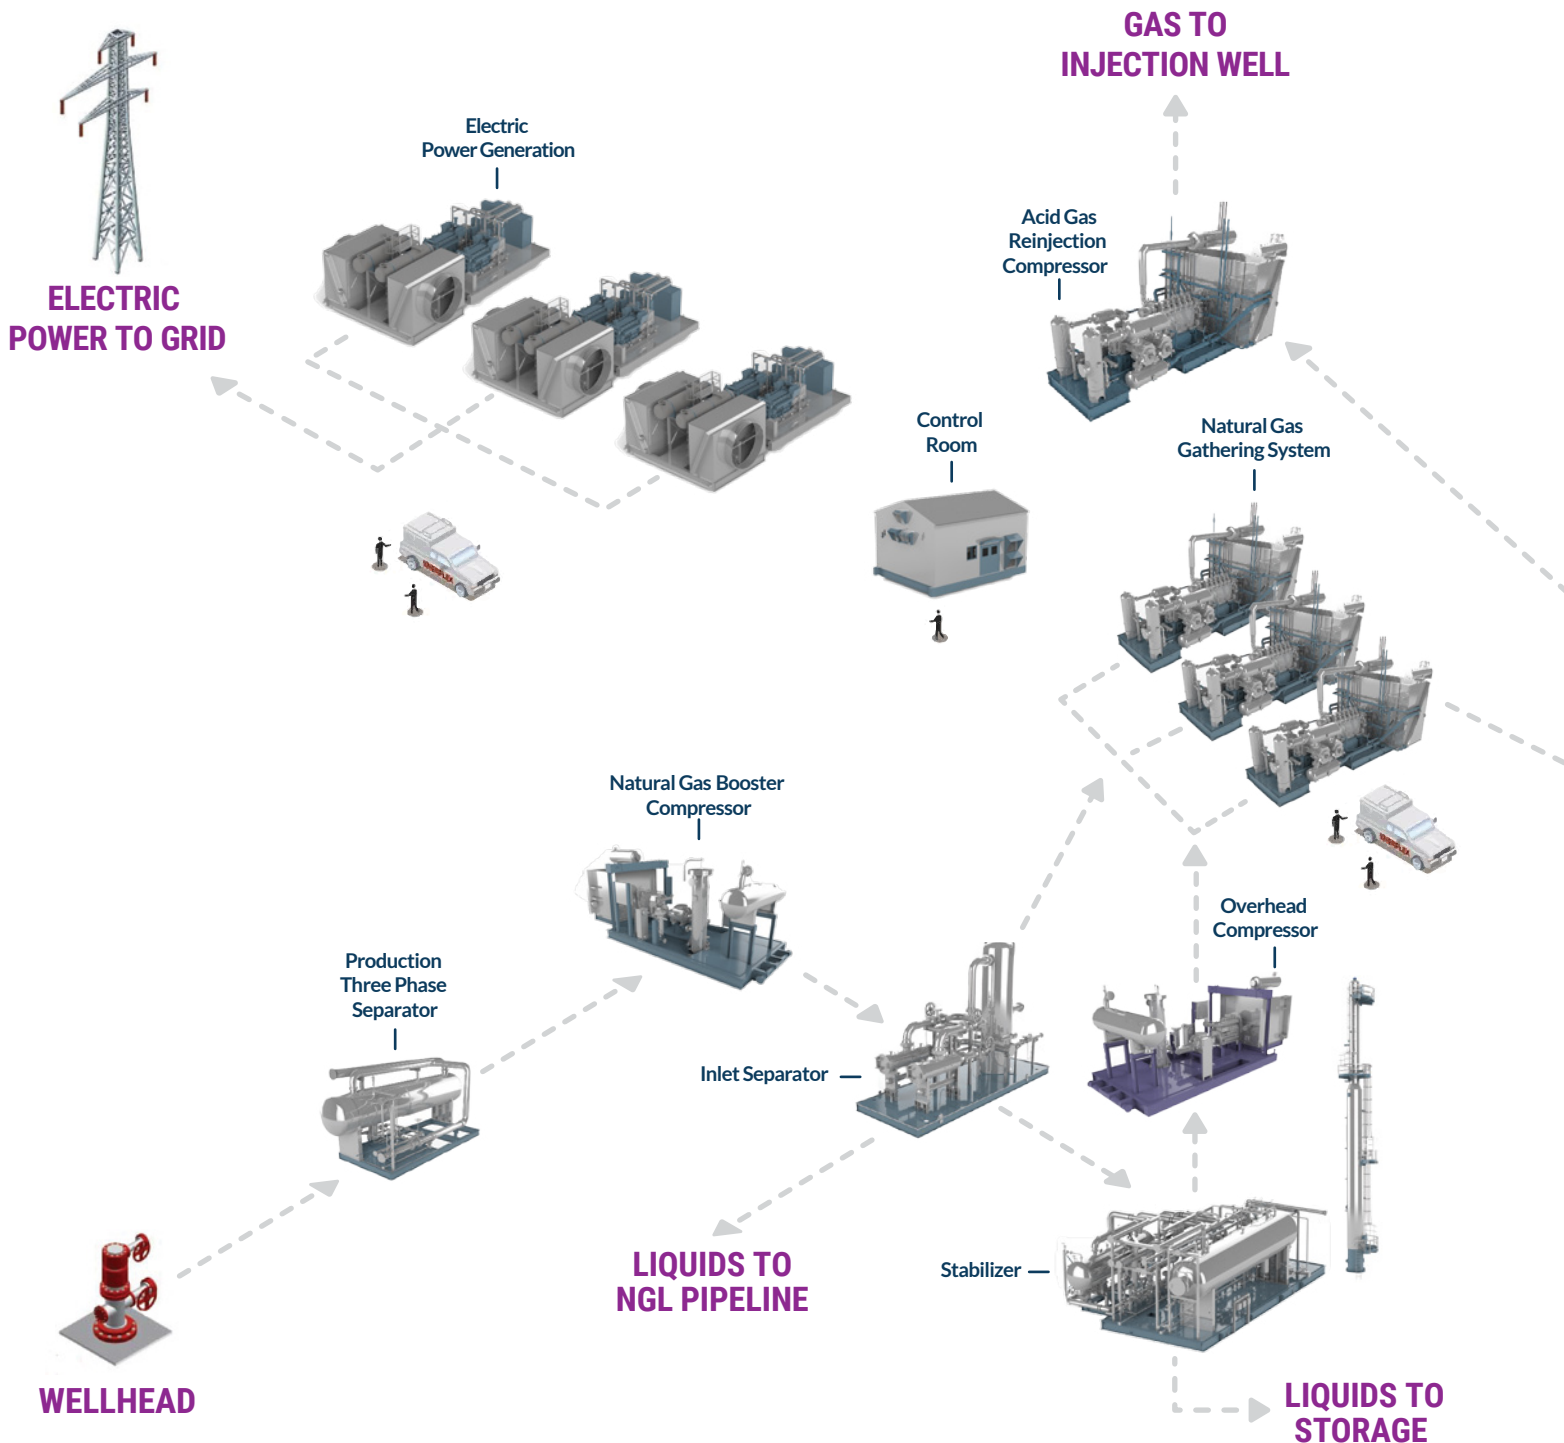 GAS TO
INJECTION WELL
Electric
Power Generation
Acid Gas
Reinjection
Compressor
ELECTRIC
POWER TO GRID
Control
Room
Natural Gas
Gathering System
ENERFLEX
Natural Gas Booster
Compressor
ENERFLEX
Overhead
Compressor
Production
Three Phase
Separator
Inlet Separator
LIQUIDS TO
NGL PIPELINE
Stabilizer
WELLHEAD
LIQUIDS TO
STORAGE